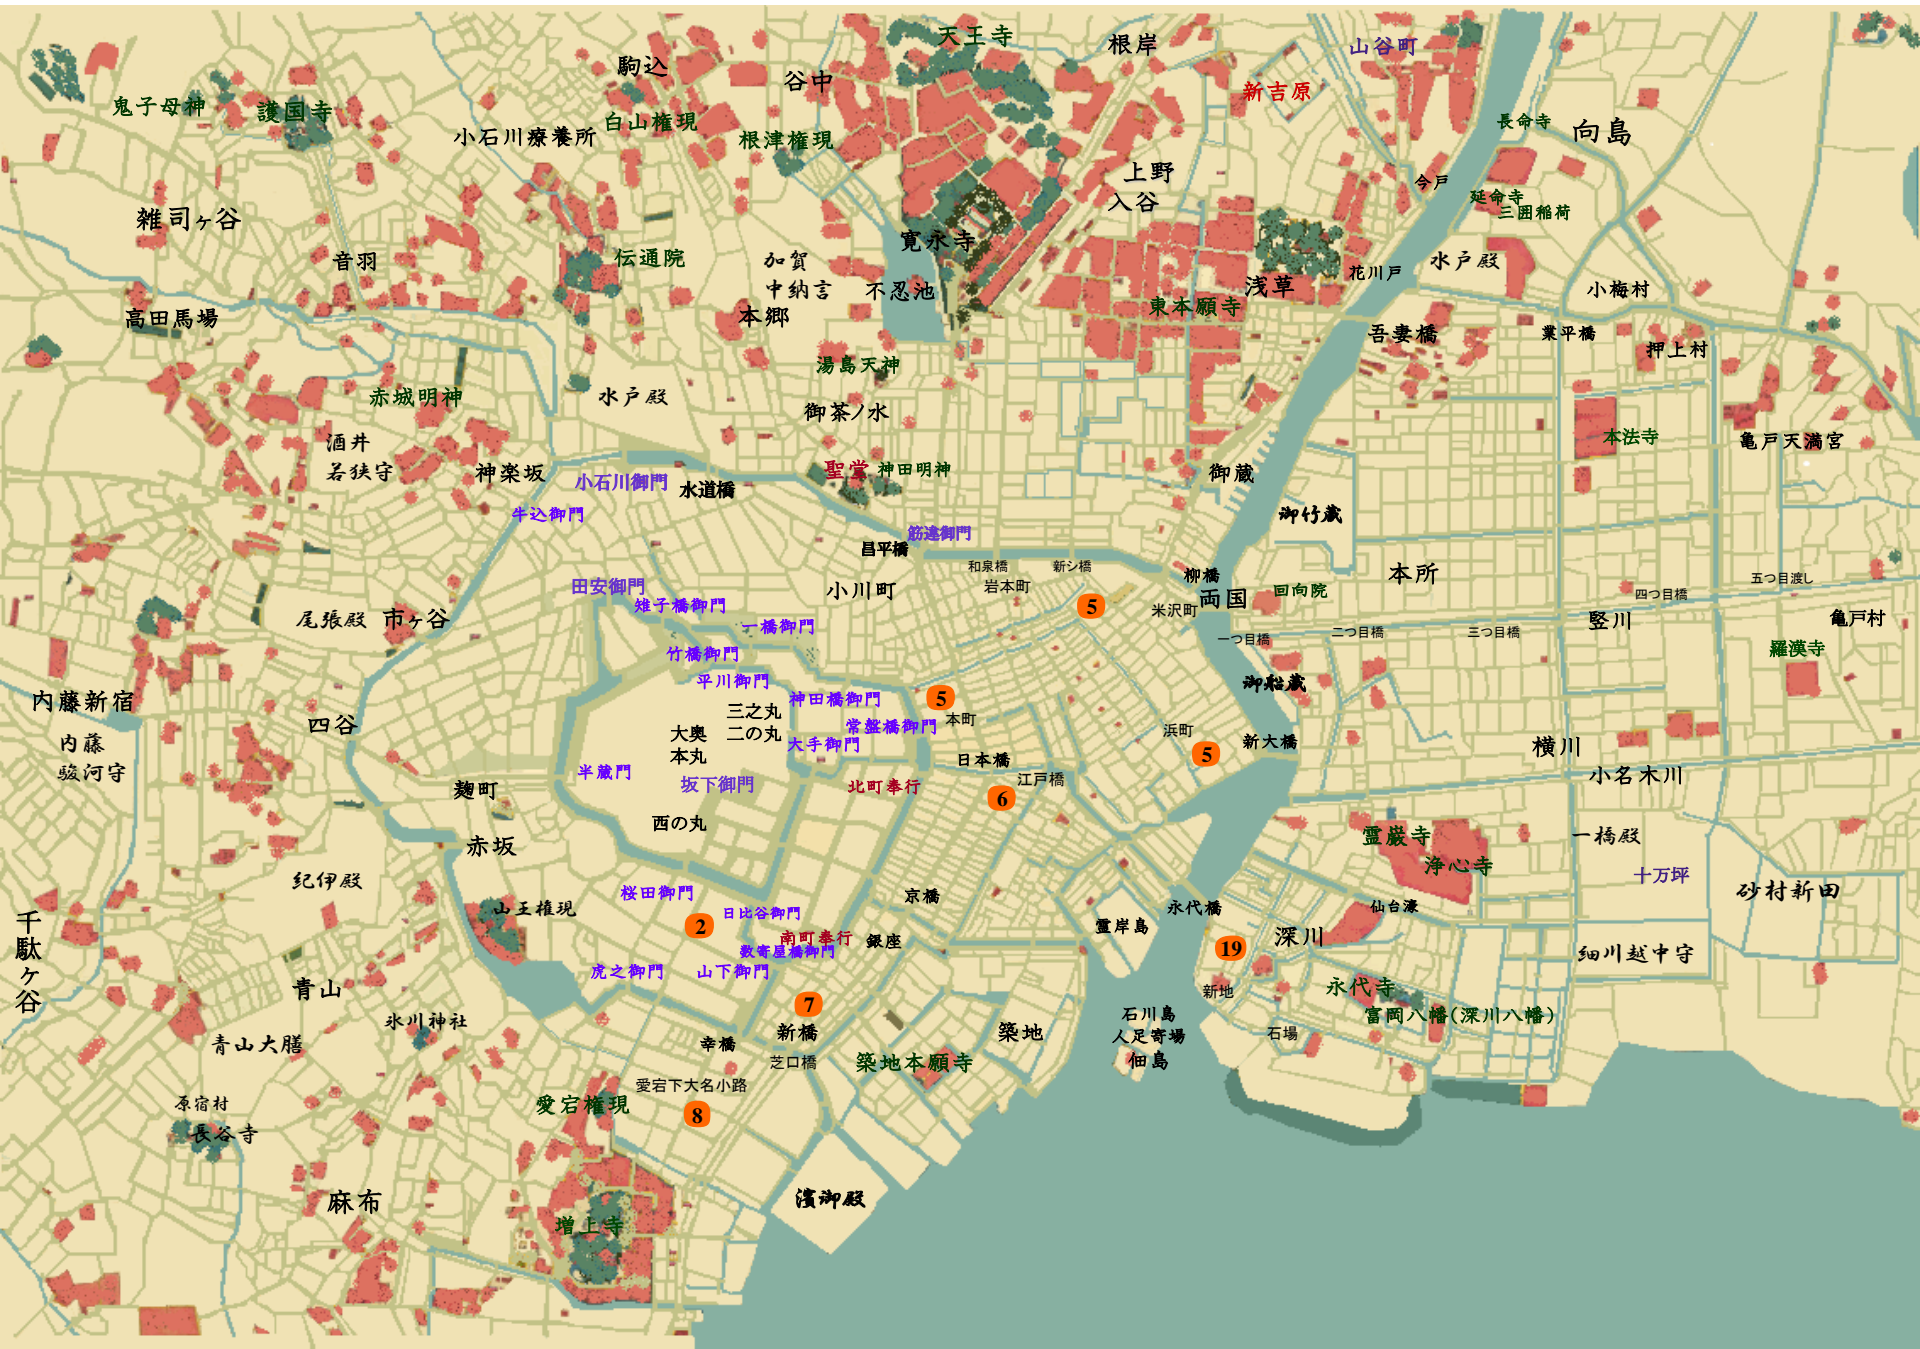 天王寺
根岸
山谷町
駒込
谷中
新吉原
鬼子母神
護国寺
白山権現
小石川療養所
根津権現
長命寺
向島
上野
入谷
今戸
延命寺
三囲稲荷
雑司ヶ谷
音羽
伝通院
寛永寺
加賀
中納言
不忍池
本郷
浅草
花川戸
水戸殿
東本願寺
小梅村
高田馬場
吾妻橋
業平橋
押上村
湯島天神
赤城明神
水戸殿
御茶ノ水
酒井
若狭守
神楽坂
聖堂
神田明神
御蔵
本法寺
亀戸天満宮
小石川御門
水道橋
牛込御門
御竹蔵
筋違御門
昌平橋
和泉橋
新シ橋
柳橋
本所
五つ目渡し
田安御門
小川町
岩本町
5
米沢町
両国
回向院
四つ目橋
雉子橋御門
尾張殿
市ヶ谷
一橋御門
一つ目橋
二つ目橋
三つ目橋
竪川
亀戸村
竹橋御門
羅漢寺
平川御門
御船蔵
内藤新宿
神田橋御門
5
三之丸
四谷
本町
大奥
二の丸
常盤橋御門
浜町
内藤
駿河守
本丸
大手御門
5
新大橋
横川
日本橋
半蔵門
坂下御門
北町奉行
江戸橋
小名木川
麹町
6
西の丸
赤坂
霊巌寺
浄心寺
一橋殿
十万坪
砂村新田
紀伊殿
桜田御門
京橋
山王権現
日比谷御門
永代橋
仙台濠
2
千駄ヶ谷
南町奉行
銀座
霊岸島
深川
19
数寄屋橋御門
細川越中守
虎之御門
山下御門
青山
新地
永代寺
7
氷川神社
石川島
富岡八幡(深川八幡)
新橋
築地
人足寄場
石場
青山大膳
幸橋
芝口橋
築地本願寺
佃島
愛宕下大名小路
原宿村
愛宕権現
8
長谷寺
麻布
濱御殿
増上寺